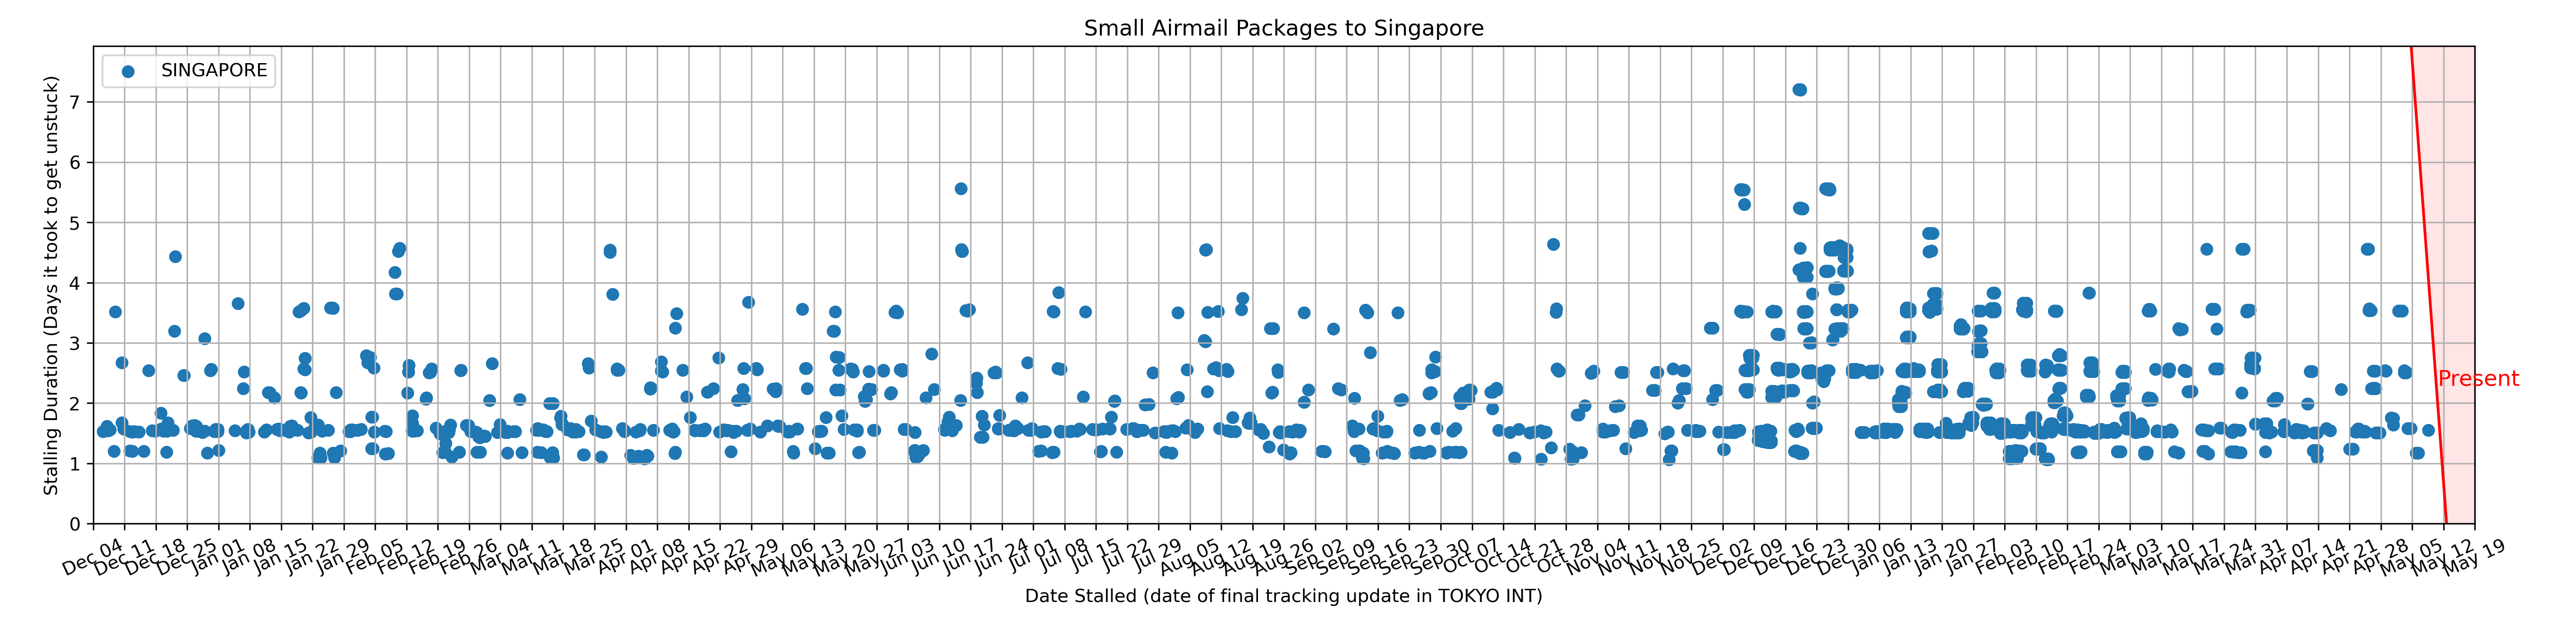 Small Airmail Packages to Singapore
SINGAPORE
Stalling Duration (Days it took to get unstuck)
7
6
5
4
3
2
1
0
Present
Dec 04 Dec 11 Dec 18 Dec 25 Jan 01 Jan 08 Jan 15 Jan 22 Jan 29 Feb 05 Feb 12 Feb 19 Feb 26 Mar 04 Mar 11 Mar 18 Mar 25 Apr 01 Apr 08 Apr 15 Apr 22 Apr 29 May 06 May 13 May 20 May 27 Jun 03 Jun 10 Jun 17 Jun 24 Jul 01 Jul 08 Jul 15 Jul 22 Jul 29 Aug 05 Aug 12 Aug 19 Aug 26 Sep 02 Sep 09 Sep 16 Sep 23 Sep 30 Oct 07 Oct 14 Oct 21 Oct 28 Nov 04 Nov 11 Nov 18 Nov 25 Dec 02 Dec 09 Dec 16 Dec 23 Dec 30 Jan 06 Jan 13 Jan 20 Jan 27 Feb 03 Feb 10 Feb 17 Feb 24 Mar 03 Mar 10 Mar 17 Mar 24 Mar 31 Apr 07 Apr 14 Apr 21 Apr 28 May 05 May 12 May 19
Date Stalled (date of final tracking update in TOKYO INT)